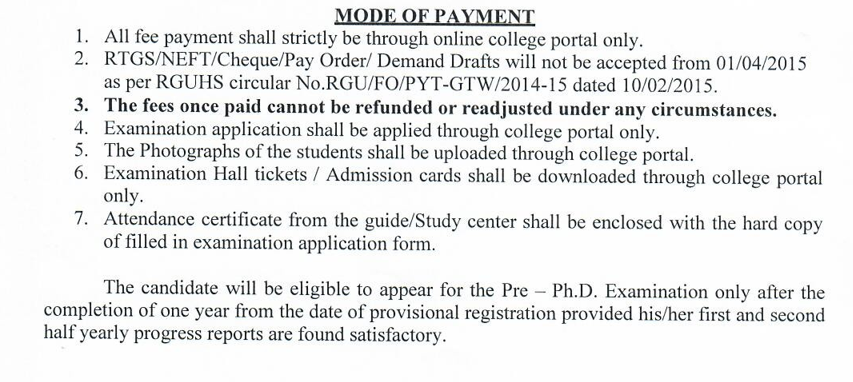 MODE OF PAYMENT
1. All fee payment shall strictly be through online college portal only.
2. RTGS/NEFT/Cheque/Pay Order/ Demand Drafts will not be accepted from 01/04/2015
as per RGUHS circular No.RGU/FO/PYT-GTW/2014-15 dated 10/02/2015.
3. The fees once paid cannot be refunded or readjusted under any circumstances.
4. Examination application shall be applied through college portal only.
5. The Photographs of the students shall be uploaded through college portal.
6. Examination Hall tickets / Admission cards shall be downloaded through college portal
only.
7. Attendance certificate from the guide/Study center shall be enclosed with the hard copy
of filled in examination application form.
The candidate will be eligible to appear for the Pre – Ph.D. Examination only after the
completion of one year from the date of provisional registration provided his/her first and second
half yearly progress reports are found satisfactory.